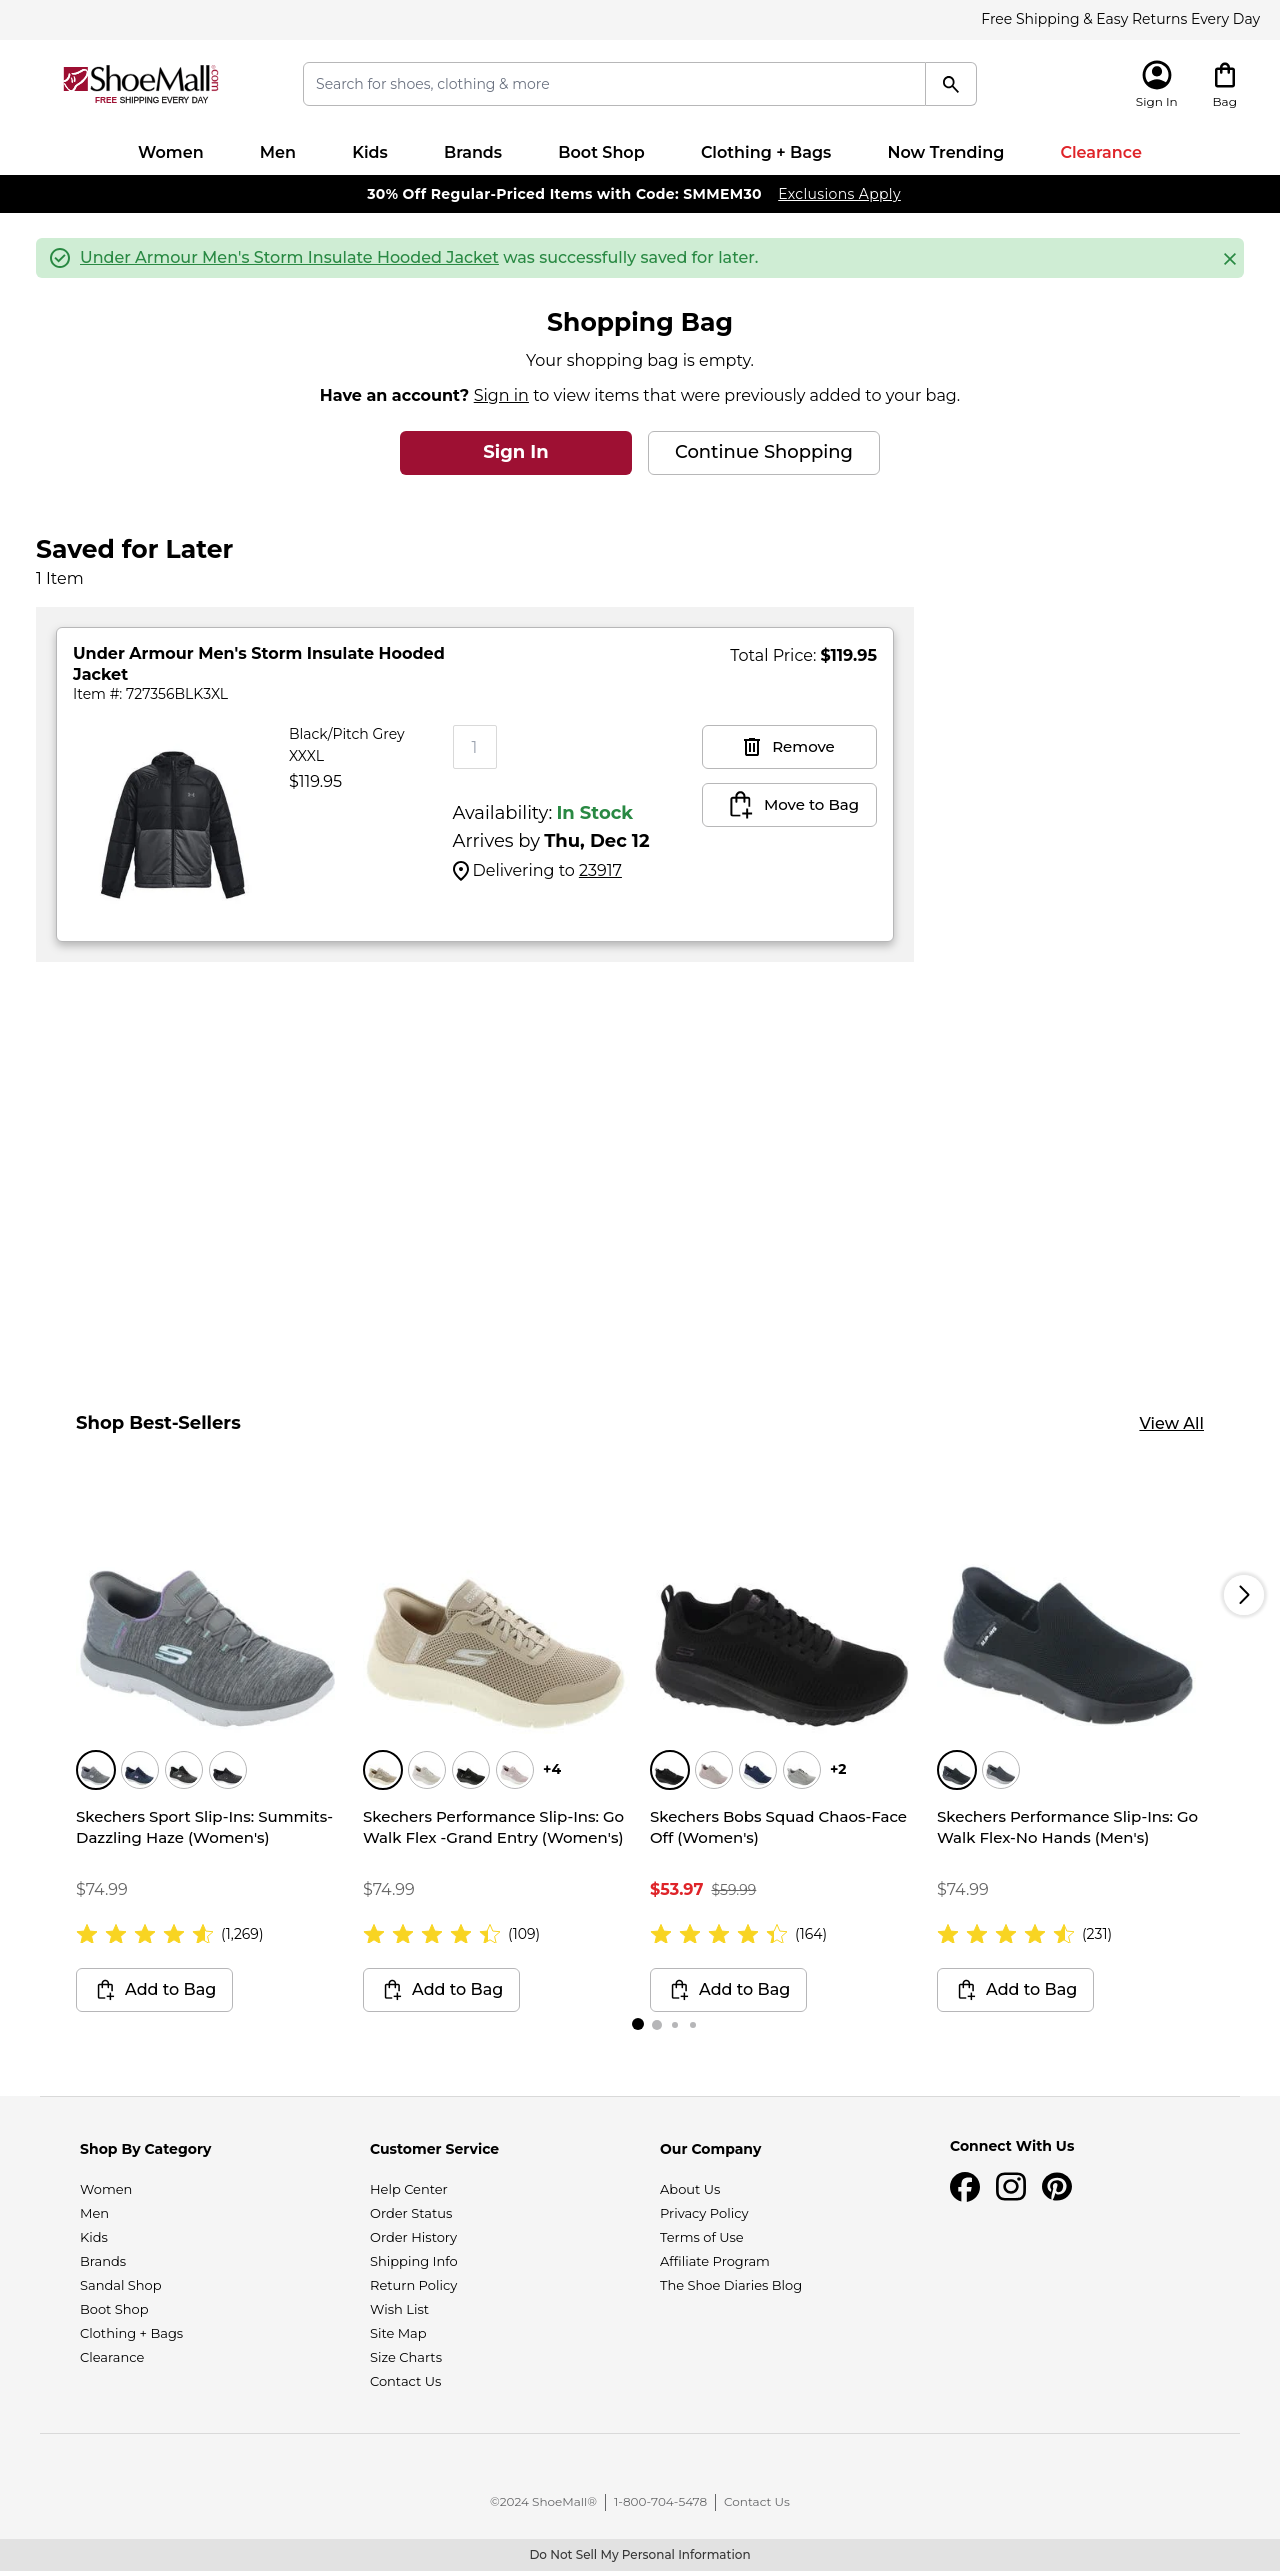 Free Shipping & Easy Returns Every Day
ShoeMall®.com
FREE SHIPPING EVERY DAY
Search for shoes, clothing & more
Sign In
Bag
Women
Men
Kids
Brands
Boot Shop
Clothing + Bags
Now Trending
Clearance
30% Off Regular-Priced Items with Code: SMMEM30 Exclusions Apply
Under Armour Men's Storm Insulate Hooded Jacket was successfully saved for later.
Shopping Bag
Your shopping bag is empty.
Have an account? Sign in to view items that were previously added to your bag.
Sign In
Continue Shopping
Saved for Later
1 Item
Under Armour Men's Storm Insulate Hooded
Jacket
Item #: 727356BLK3XL
Total Price: $119.95
Black/Pitch Grey
XXXL
$119.95
1
Availability: In Stock
Arrives by Thu, Dec 12
Delivering to 23917
Remove
Move to Bag
Shop Best-Sellers
View All
Skechers Sport Slip-Ins: Summits-
Dazzling Haze (Women's)
$74.99
(1,269)
Add to Bag
+4
Skechers Performance Slip-Ins: Go
Walk Flex -Grand Entry (Women's)
$74.99
(109)
Add to Bag
+2
Skechers Bobs Squad Chaos-Face
Off (Women's)
$53.97 $59.99
(164)
Add to Bag
Skechers Performance Slip-Ins: Go
Walk Flex-No Hands (Men's)
$74.99
(231)
Add to Bag
Shop By Category
Women
Men
Kids
Brands
Sandal Shop
Boot Shop
Clothing + Bags
Clearance
Customer Service
Help Center
Order Status
Order History
Shipping Info
Return Policy
Wish List
Site Map
Size Charts
Contact Us
Our Company
About Us
Privacy Policy
Terms of Use
Affiliate Program
The Shoe Diaries Blog
Connect With Us
©2024 ShoeMall® | 1-800-704-5478 | Contact Us
Do Not Sell My Personal Information